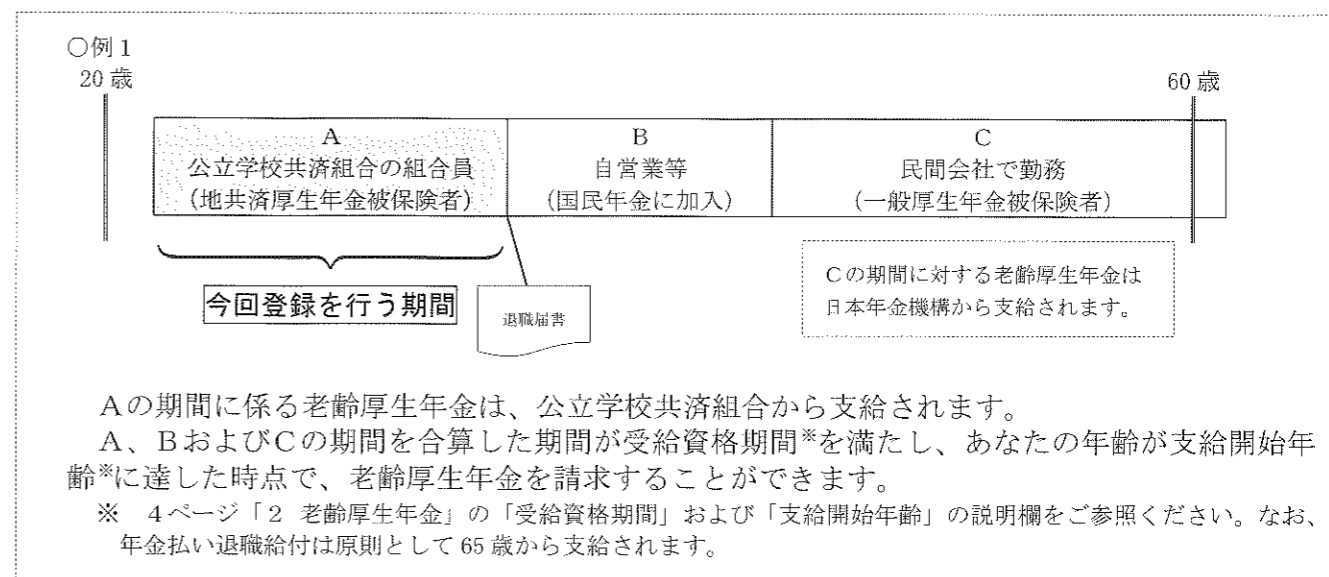 ○例1
20歳
60歳
A
公立学校共済組合の組合員
(地共済厚生年金被保険者)
B
自営業等
(国民年金に加入)
C
民間会社で勤務
(一般厚生年金被保険者)
今回登録を行う期間
退職届書
Cの期間に対する老齢厚生年金は
日本年金機構から支給されます。
Aの期間に係る老齢厚生年金は、公立学校共済組合から支給されます。
A、BおよびCの期間を合算した期間が受給資格期間※を満たし、あなたの年齢が支給開始年
齢※に達した時点で、老齢厚生年金を請求することができます。
※ 4ページ「2 老齢厚生年金」の「受給資格期間」および「支給開始年齢」の説明欄をご参照ください。なお、
年金払い退職給付は原則として65歳から支給されます。